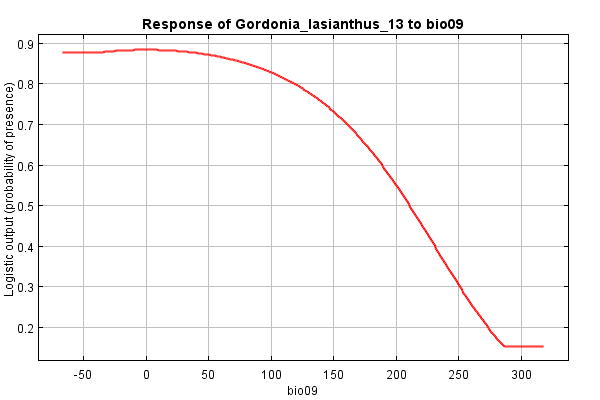 Response of Gordonia_lasianthus_13 to bio09
Logistic output (probability of presence)
0.9
0.8
0.7
0.6
0.5
0.4
0.3
0.2
-50 0 50 100 150 200 250 300
bio09